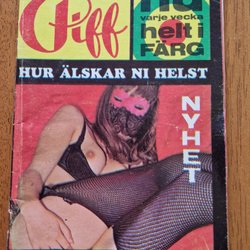 Piff
nu
varje vecka
helt i
FÄRG
HUR ÄLSKAR NI HELST
NYHET